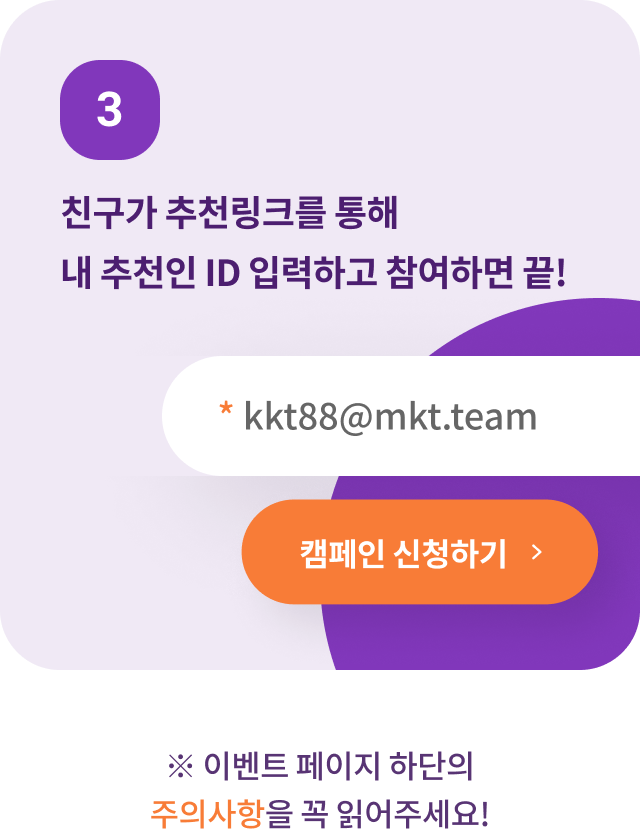 3
친구가 추천링크를 통해
내 추천인 ID 입력하고 참여하면 끝!
* kkt88@mkt.team
캠페인 신청하기 >
※ 이벤트 페이지 하단의
주의사항을 꼭 읽어주세요!